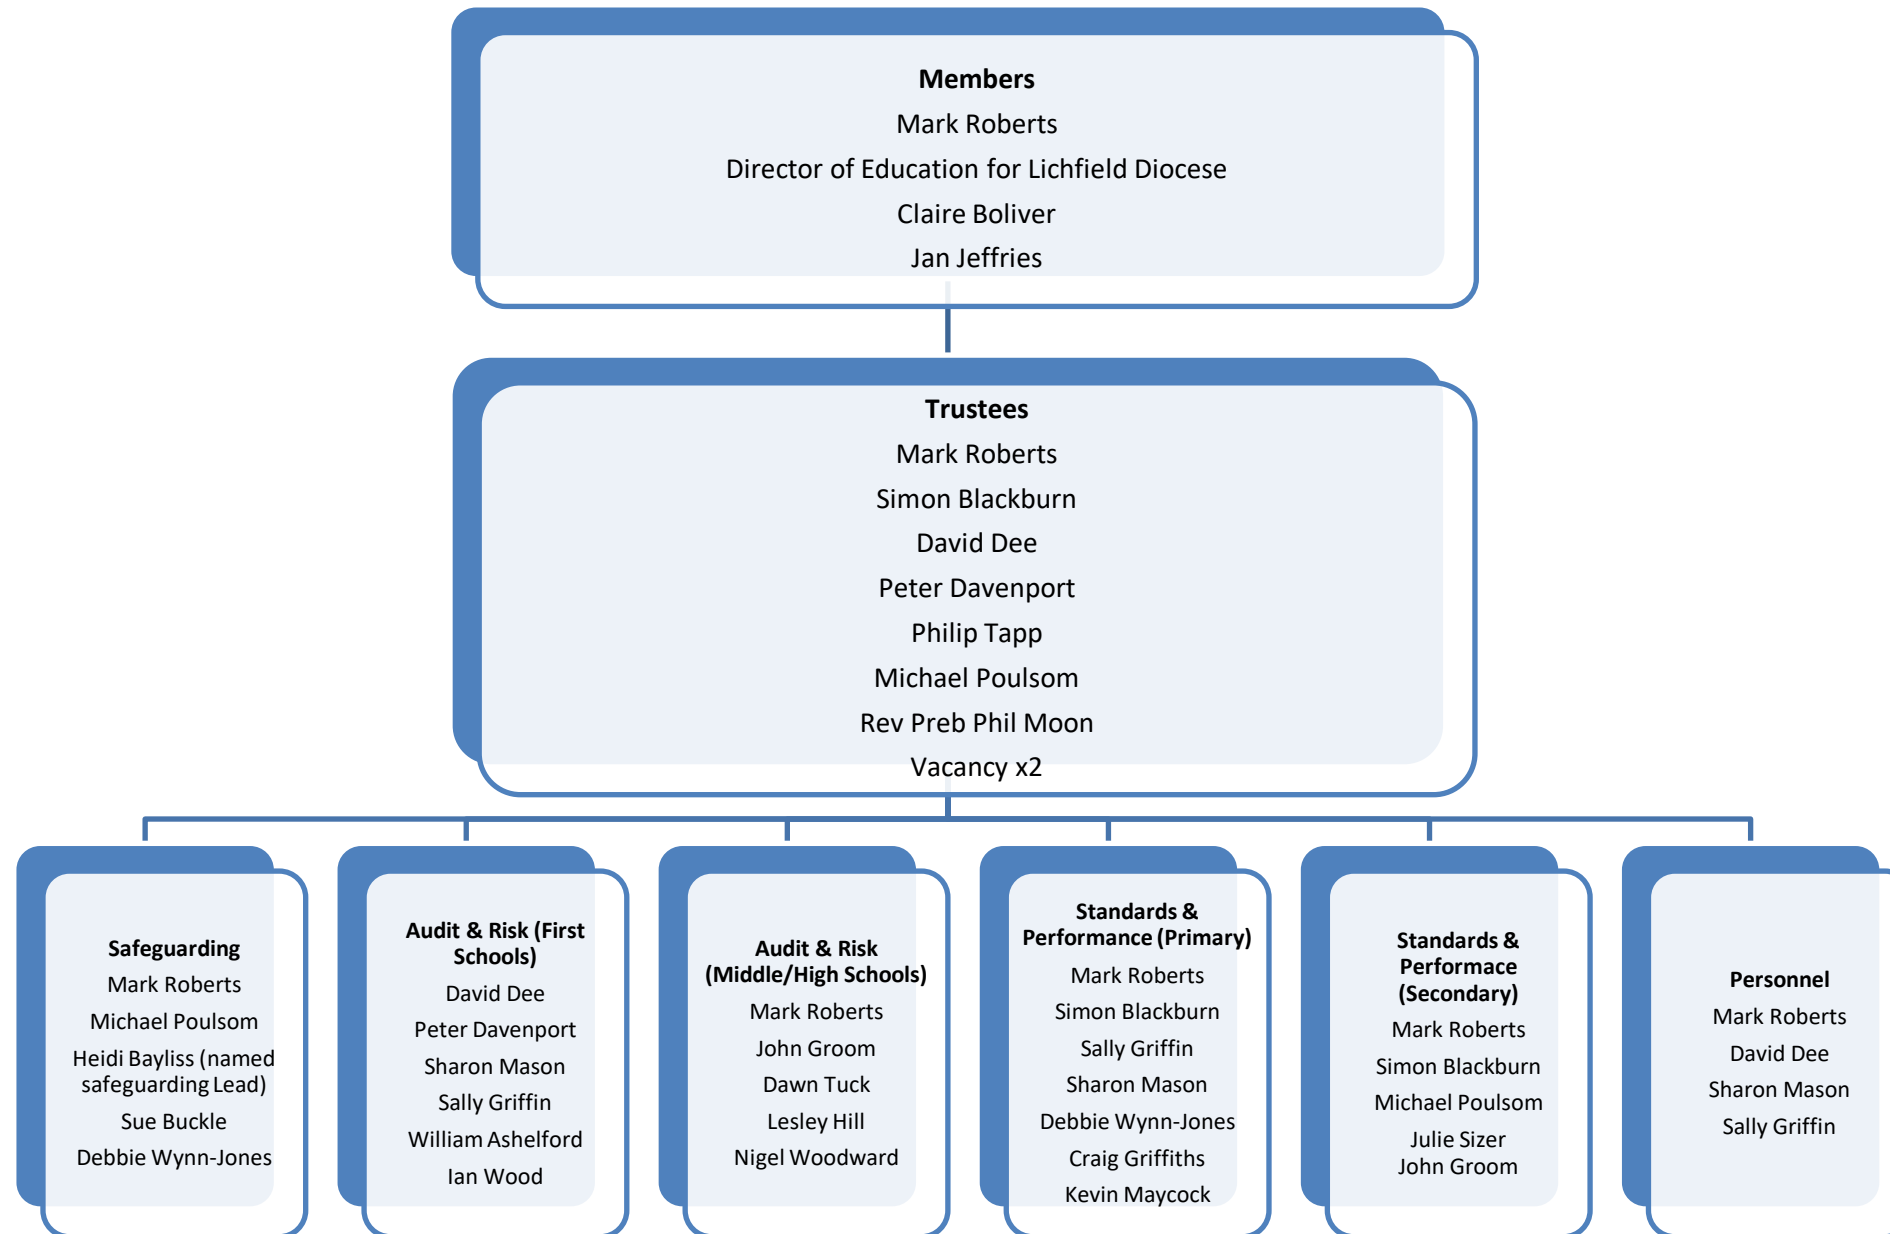 Members
Mark Roberts
Director of Education for Lichfield Diocese
Claire Boliver
Jan Jeffries
Trustees
Mark Roberts
Simon Blackburn
David Dee
Peter Davenport
Philip Tapp
Michael Poulsom
Rev Preb Phil Moon
Vacancy x2
Safeguarding
Mark Roberts
Michael Poulsom
Heidi Bayliss (named
safeguarding Lead)
Sue Buckle
Debbie Wynn-Jones
Audit & Risk (First
Schools)
David Dee
Peter Davenport
Sharon Mason
Sally Griffin
William Ashelford
Ian Wood
Audit & Risk
(Middle/High Schools)
Mark Roberts
John Groom
Dawn Tuck
Lesley Hill
Nigel Woodward
Standards &
Performance (Primary)
Mark Roberts
Simon Blackburn
Sally Griffin
Sharon Mason
Debbie Wynn-Jones
Craig Griffiths
Kevin Maycock
Standards &
Performace
(Secondary)
Mark Roberts
Simon Blackburn
Michael Poulsom
Julie Sizer
John Groom
Personnel
Mark Roberts
David Dee
Sharon Mason
Sally Griffin